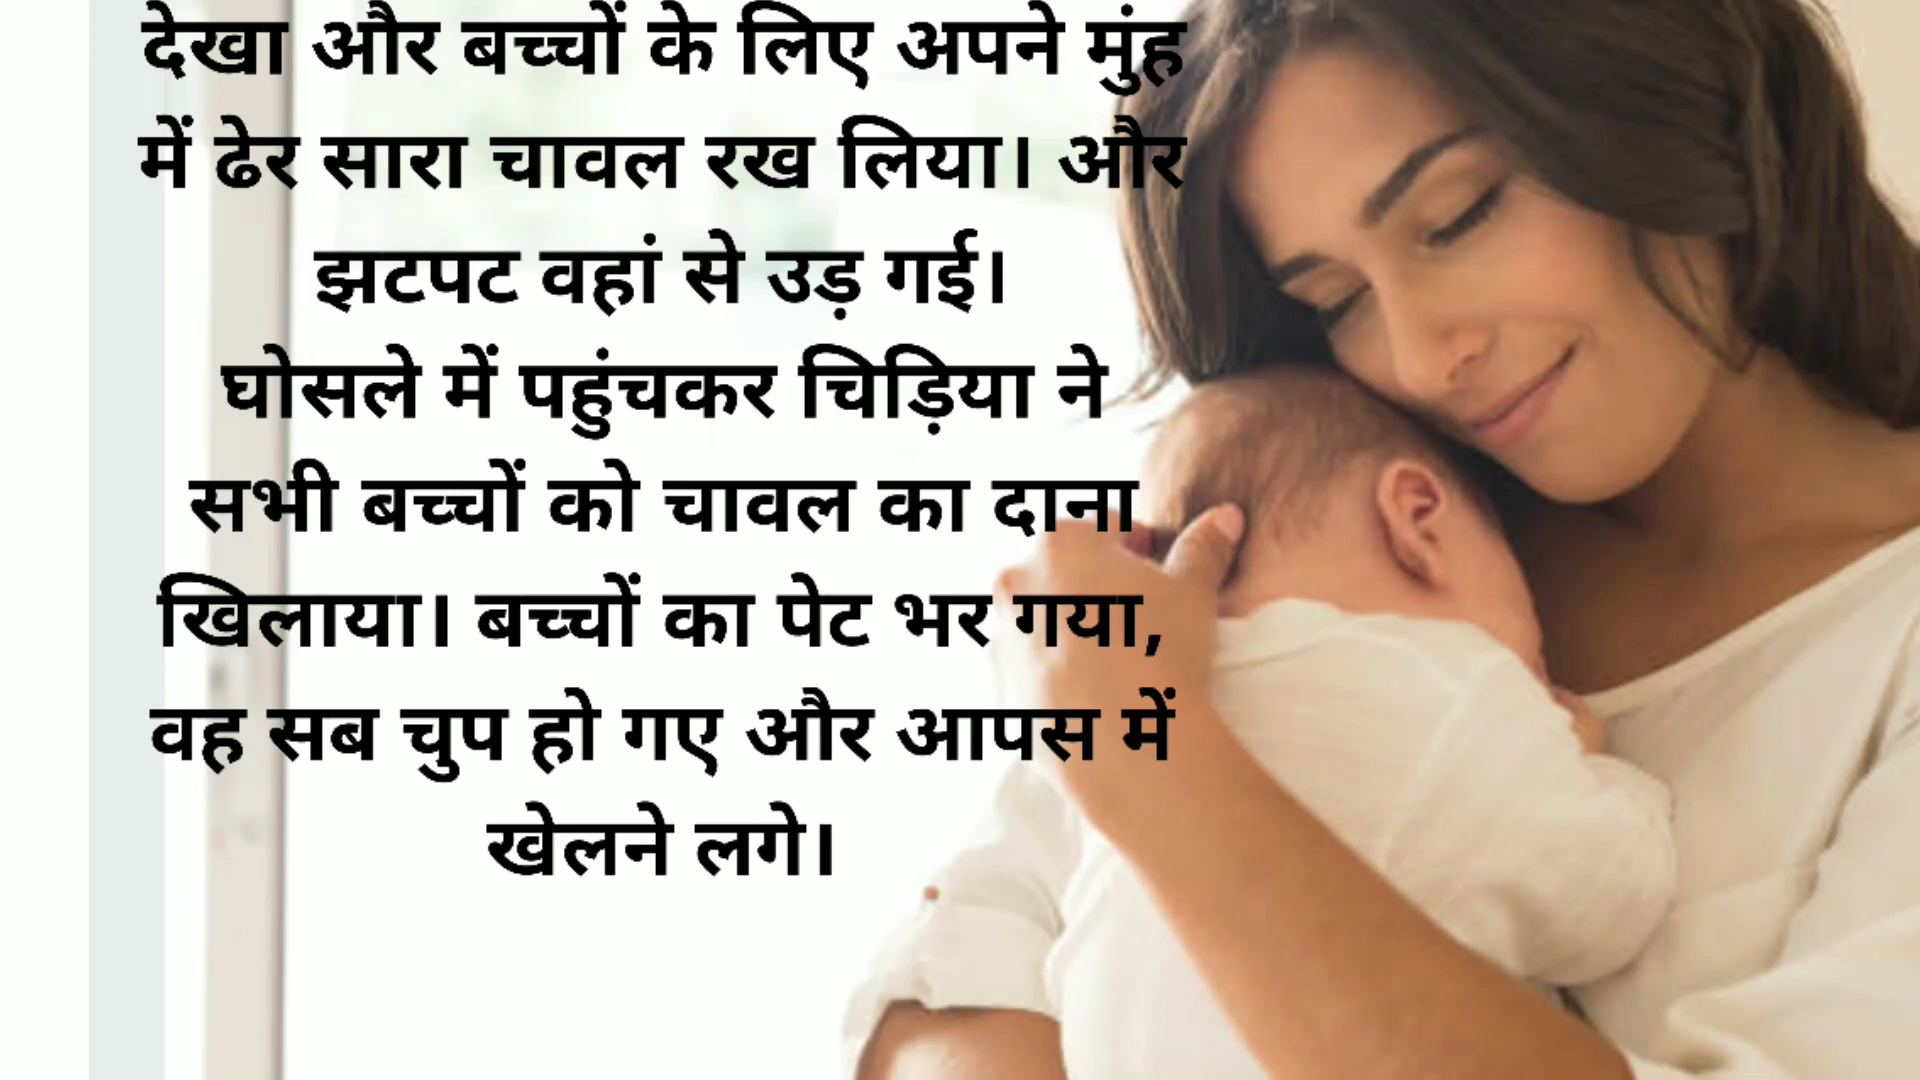 देखा और बच्चों के लिए अपने मुंह
में ढेर सारा चावल रख लिया। और
झटपट वहां से उड़ गई।
घोसले में पहुंचकर चिड़िया ने
सभी बच्चों को चावल का दाना
खिलाया। बच्चों का पेट भर गया,
वह सब चुप हो गए और आपस में
खेलने लगे।